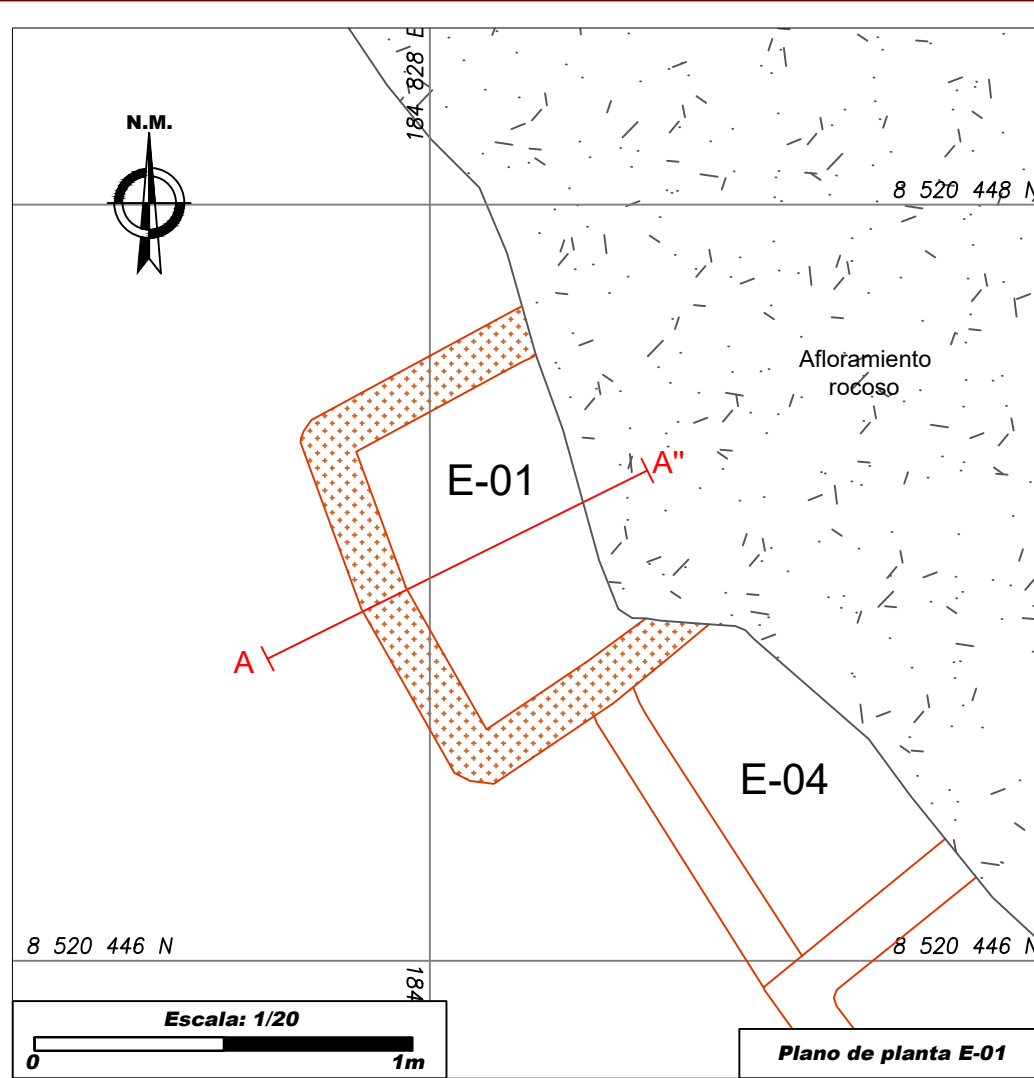 184 828 E
N.M.
8 520 448 N
Afloramiento
rocoso
E-01
A''
A
E-04
8 520 446 N
8 520 446 N
184
Escala: 1/20
0
1m
Plano de planta E-01